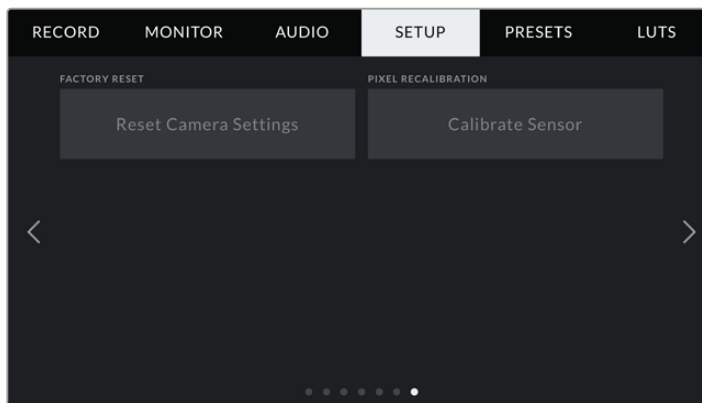 RECORD MONITOR AUDIO SETUP PRESETS LUTS
FACTORY RESET PIXEL RECALIBRATION
Reset Camera Settings Calibrate Sensor